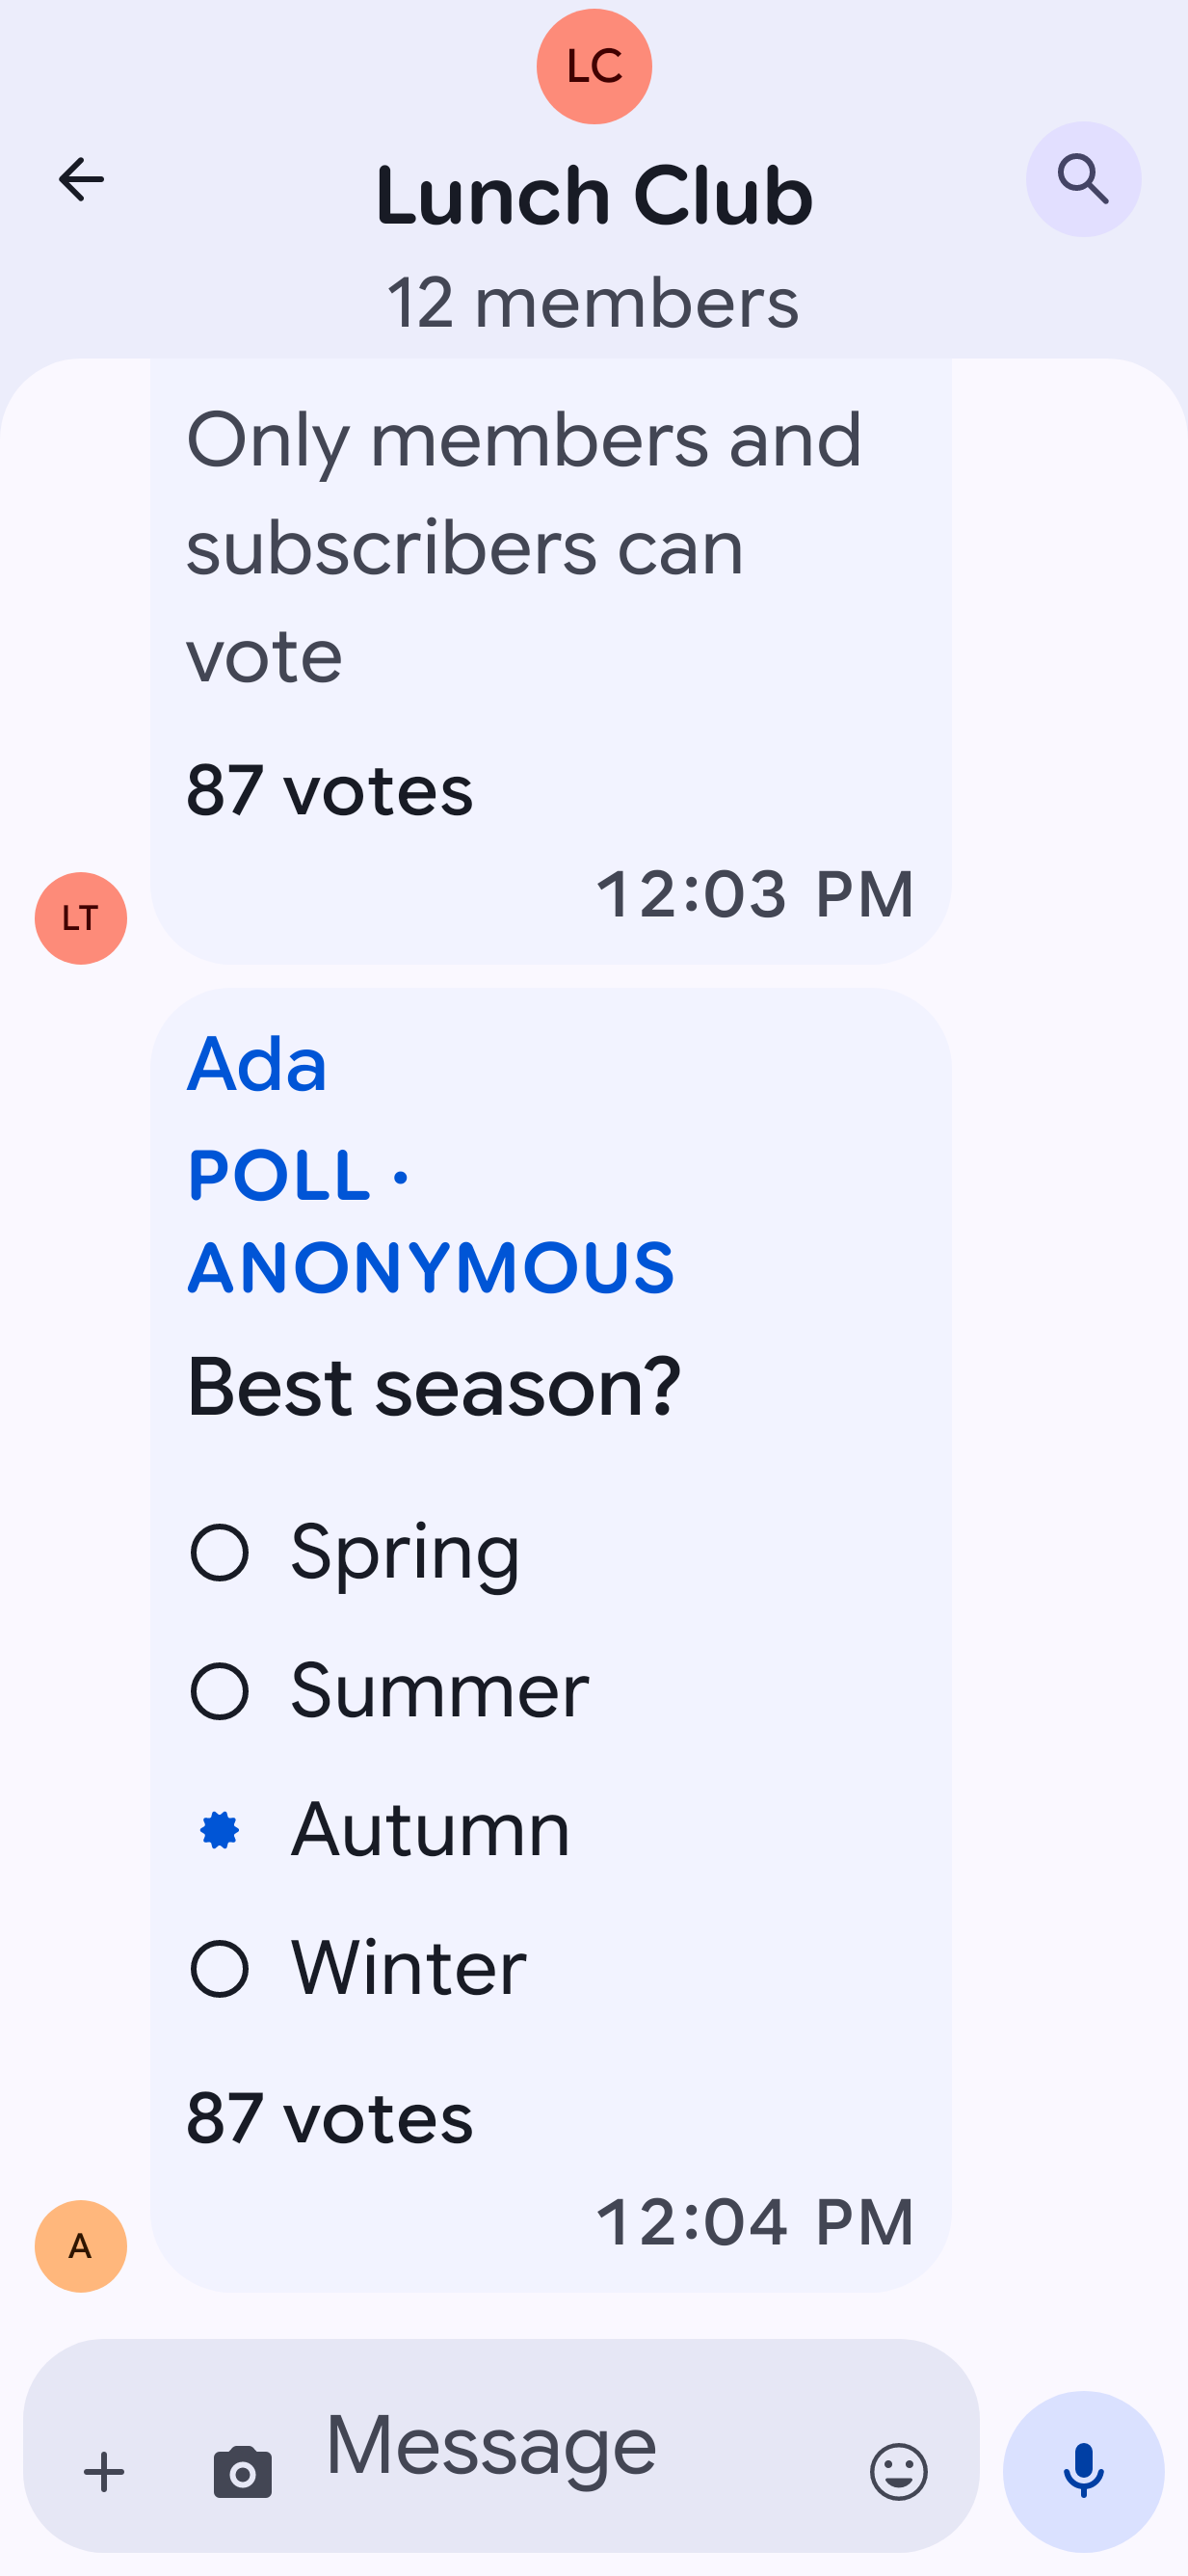 LC
Lunch Club
12 members
Only members and
subscribers can
vote
87 votes
12:03 PM
LT
Ada
POLL ·
ANONYMOUS
Best season?
Spring
Summer
Autumn
Winter
87 votes
12:04 PM
A
Message